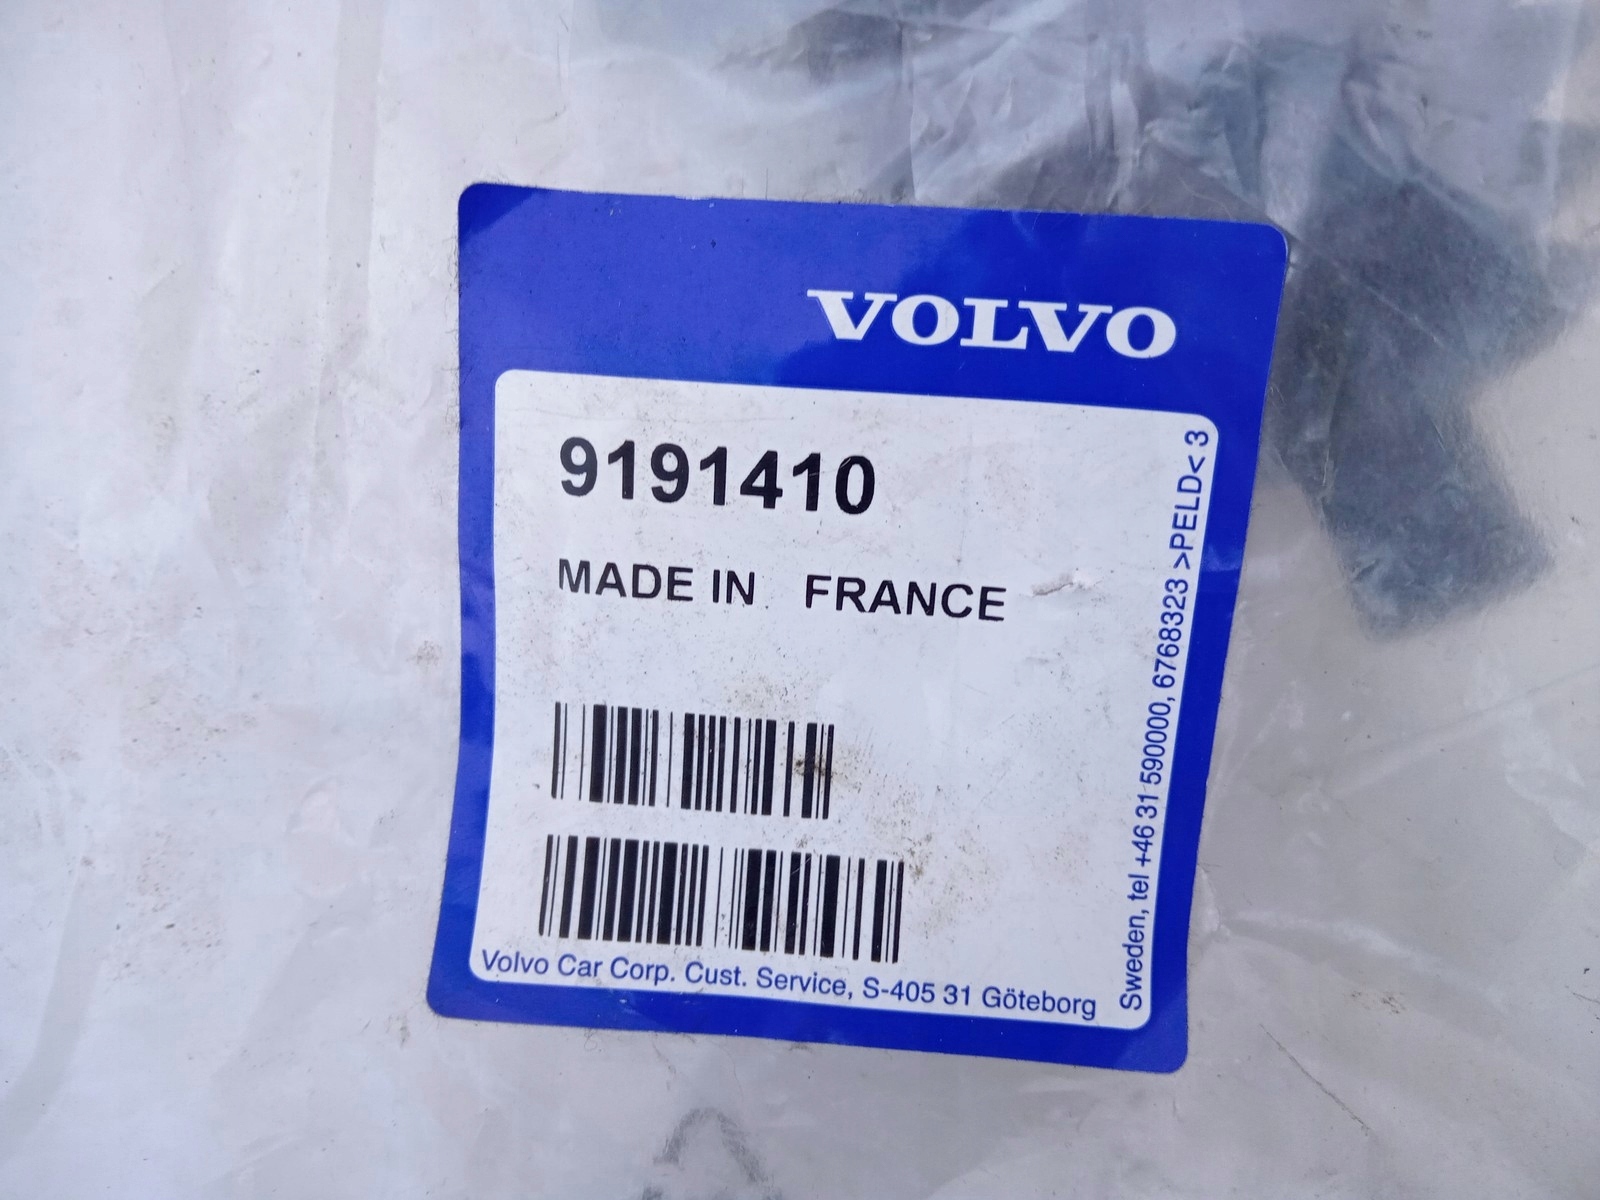 VOLVO
9191410
MADE IN FRANCE
Volvo Car Corp. Cust. Service, S-405 31 Göteborg
Sweden, tel +46 31 590000, 6768323 >PELD< 3